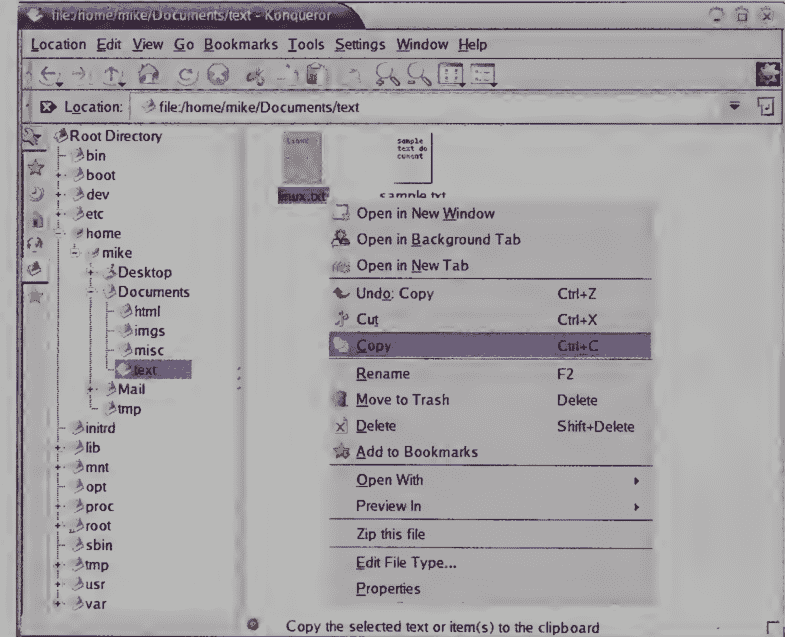 file:/home/mike/Documents/text - Konqueror
Location Edit View Go Bookmarks Tools Settings Window Help
Location: file:/home/mike/Documents/text
Root Directory
bin
boot
dev
etc
home
mike
Desktop
Documents
html
imgs
misc
text
Mail
tmp
initrd
lib
mnt
opt
proc
root
sbin
tmp
usr
var
sample
text do
cument
linux.txt
sample.txt
Open in New Window
Open in Background Tab
Open in New Tab
Undo: Copy Ctrl+Z
Cut Ctrl+X
Copy Ctrl+C
Rename F2
Move to Trash Delete
Delete Shift+Delete
Add to Bookmarks
Open With
Preview In
Zip this file
Edit File Type...
Properties
Copy the selected text or item(s) to the clipboard